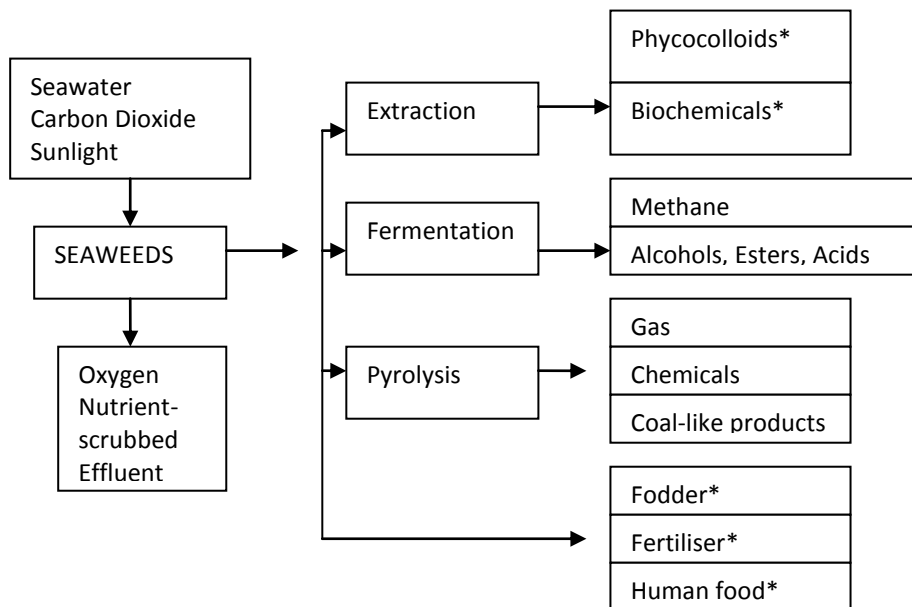 Seawater
Carbon Dioxide
Sunlight
SEAWEEDS
Oxygen
Nutrient-
scrubbed
Effluent
Extraction
Fermentation
Pyrolysis
Phycocolloids*
Biochemicals*
Methane
Alcohols, Esters, Acids
Gas
Chemicals
Coal-like products
Fodder*
Fertiliser*
Human food*